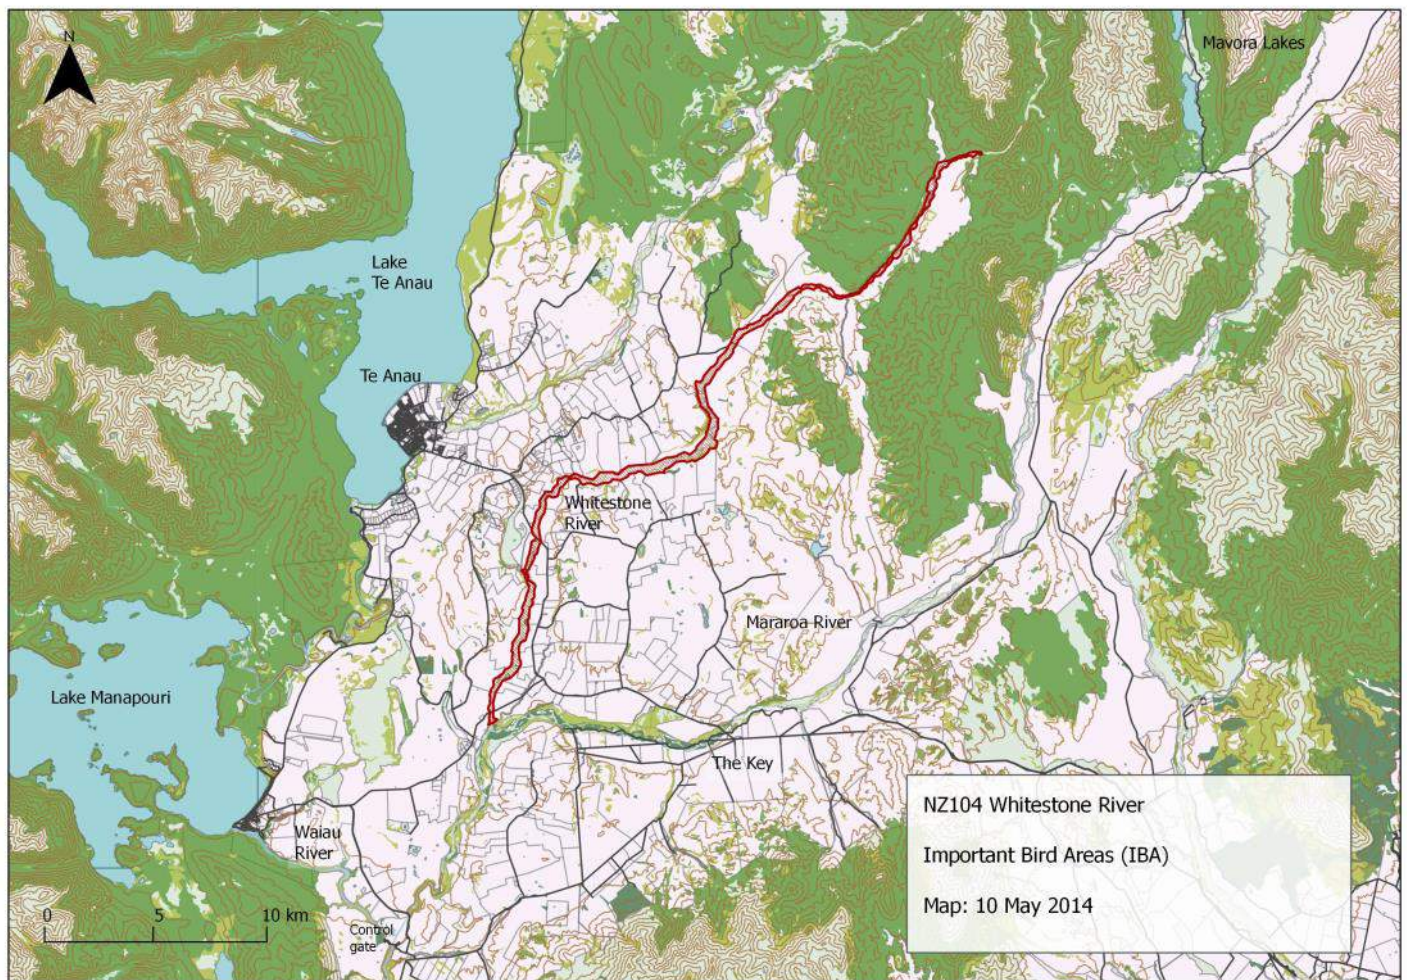 N
Mavora Lakes
Lake
Te Anau
Te Anau
Whitestone
River
Mararoa River
Lake Manapouri
The Key
Waiau
River
Control
gate
0 5 10 km
NZ104 Whitestone River
Important Bird Areas (IBA)
Map: 10 May 2014